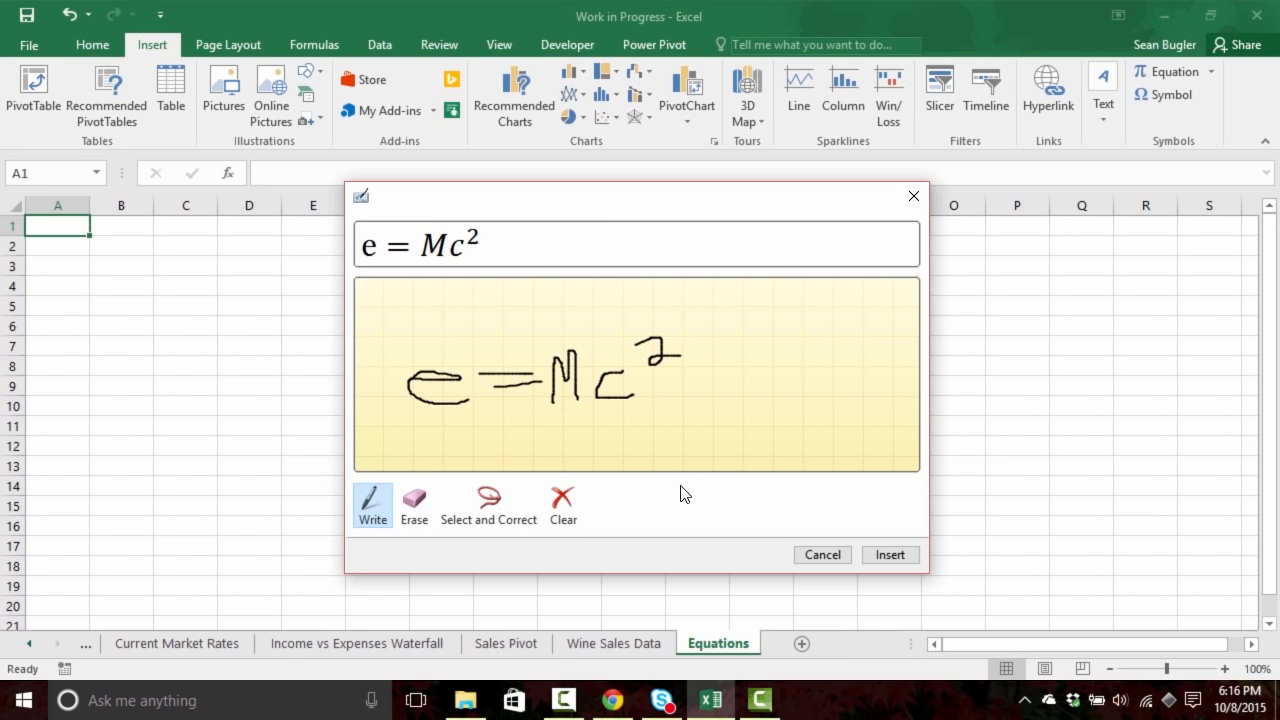 Work in Progress - Excel
File Home Insert Page Layout Formulas Data Review View Developer Power Pivot Tell me what you want to do... Sean Bugler Share
PivotTable Recommended PivotTables Table Pictures Online Pictures Store My Add-ins Recommended Charts PivotChart 3D Map Line Column Win/Loss Slicer Timeline Hyperlink Text π Equation Ω Symbol
Tables Illustrations Add-ins Charts Tours Sparklines Filters Links Symbols
A1 fx
A B C D E N O P Q R S
1
2
3
4
5
6
7
8
9
10
11
12
13
14
15
16
17
18
19
20
21
e = Mc²
e=Mc²
Write Erase Select and Correct Clear
Cancel Insert
... Current Market Rates Income vs Expenses Waterfall Sales Pivot Wine Sales Data Equations
Ready 100%
Ask me anything 6:16 PM
10/8/2015